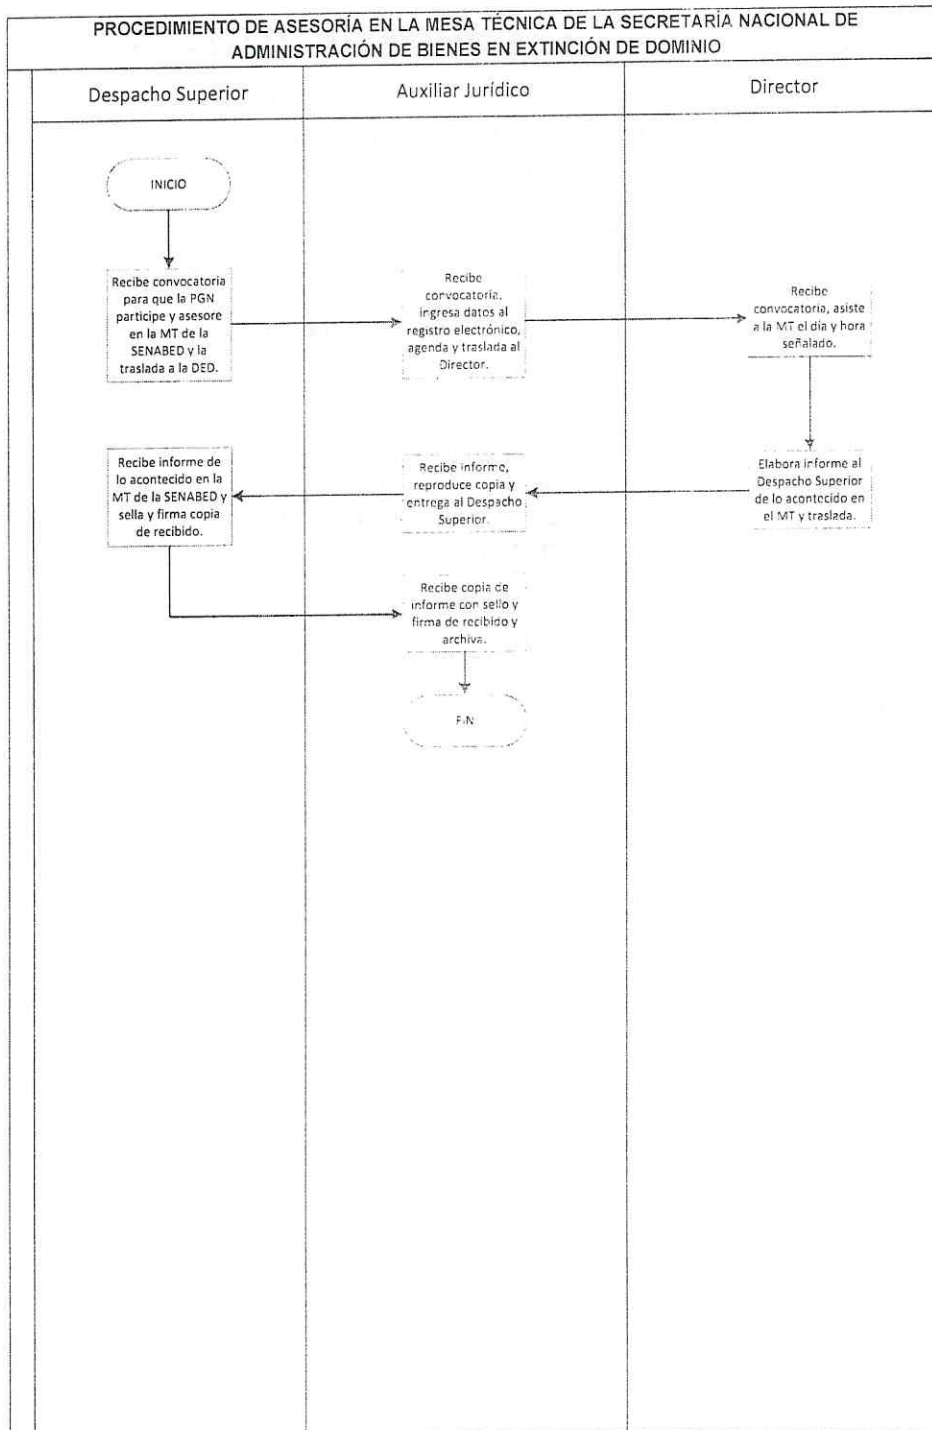 PROCEDIMIENTO DE ASESORÍA EN LA MESA TÉCNICA DE LA SECRETARÍA NACIONAL DE
ADMINISTRACIÓN DE BIENES EN EXTINCIÓN DE DOMINIO
Despacho Superior
Auxiliar Jurídico
Director
INICIO
Recibe convocatoria
para que la PGN
participe y asesore
en la MT de la
SENABED y la
traslada a la DED.
Recibe
convocatoria,
ingresa datos al
registro electrónico,
agenda y traslada al
Director.
Recibe
convocatoria, asiste
a la MT el día y hora
señalado.
Elabora informe al
Despacho Superior
de lo acontecido en
el MT y traslada.
Recibe informe,
reproduce copia y
entrega al Despacho
Superior.
Recibe informe de
lo acontecido en la
MT de la SENABED y
sella y firma copia
de recibido.
Recibe copia de
informe con sello y
firma de recibido y
archiva.
FIN